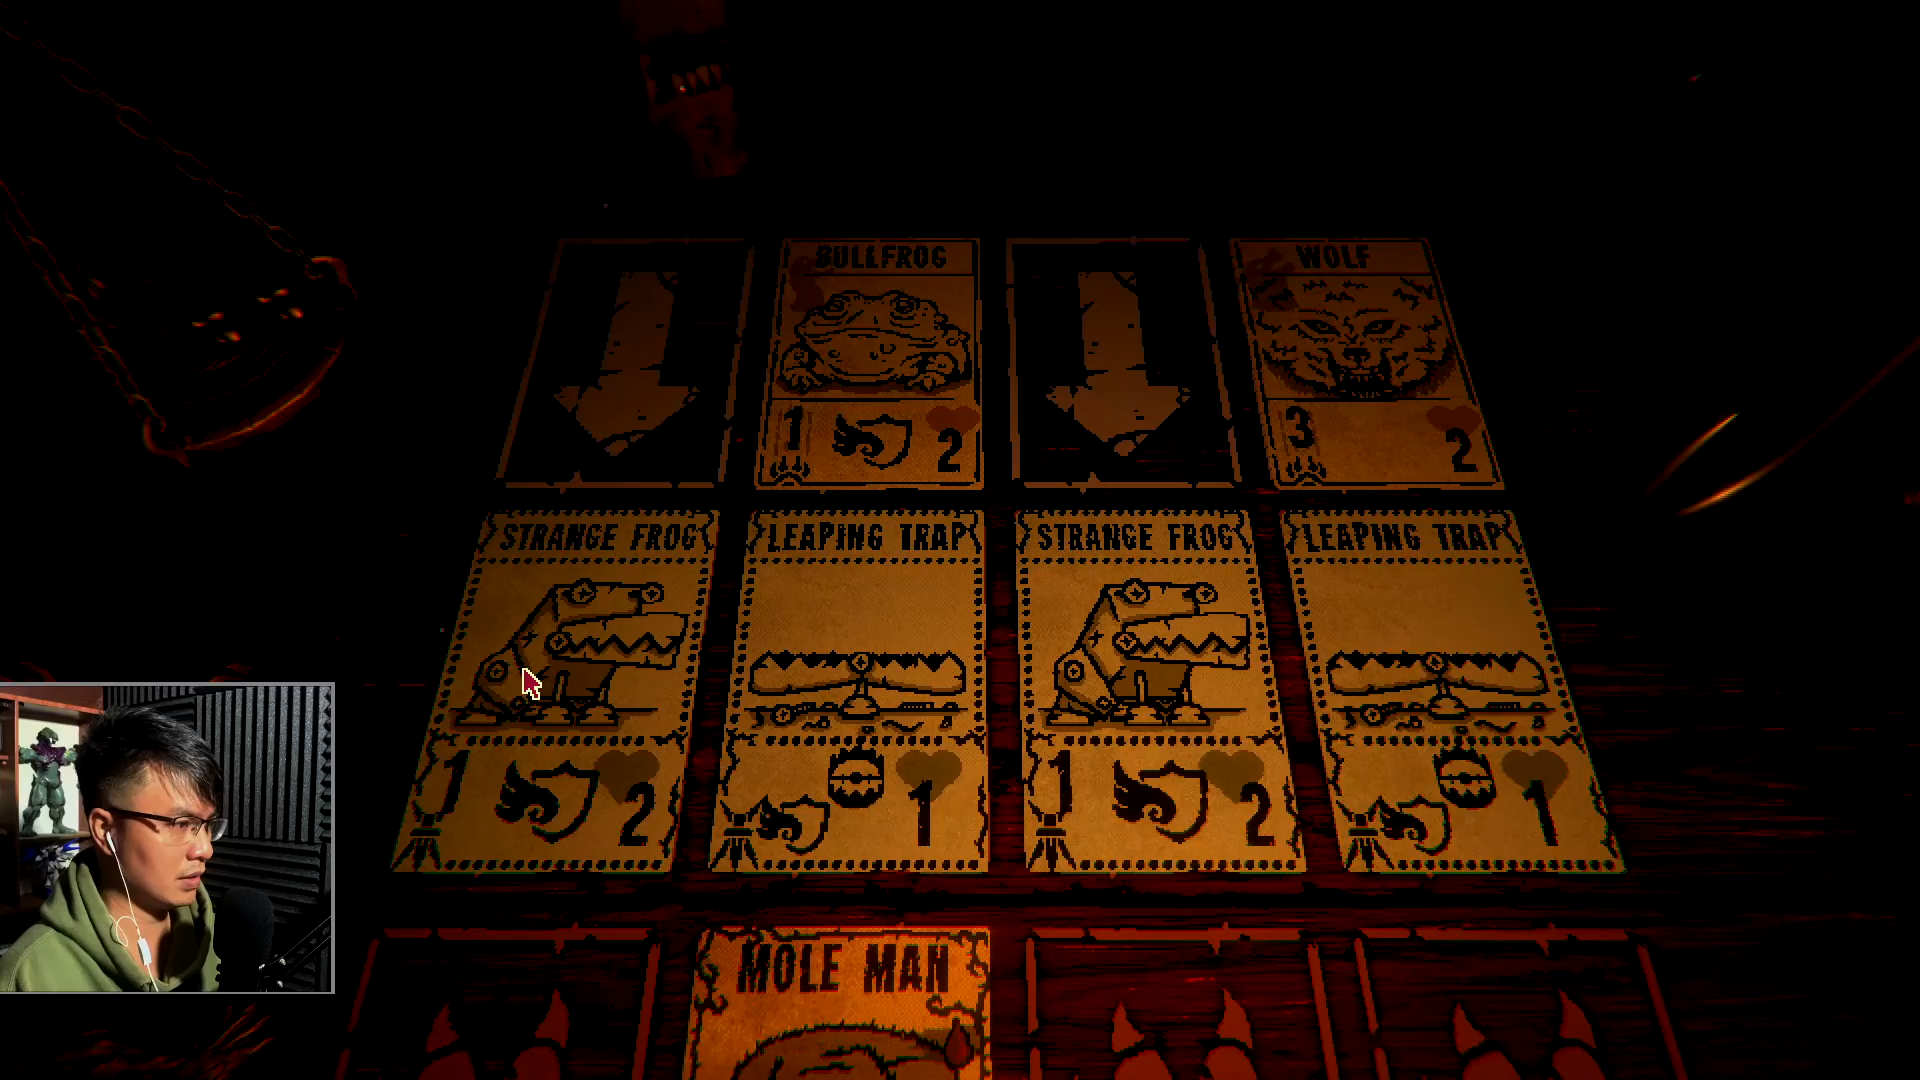 BULLFROG
WOLF
1
2
3
2
STRANGE FROG
LEAPING TRAP
STRANGE FROG
LEAPING TRAP
1
2
1
1
2
1
MOLE MAN